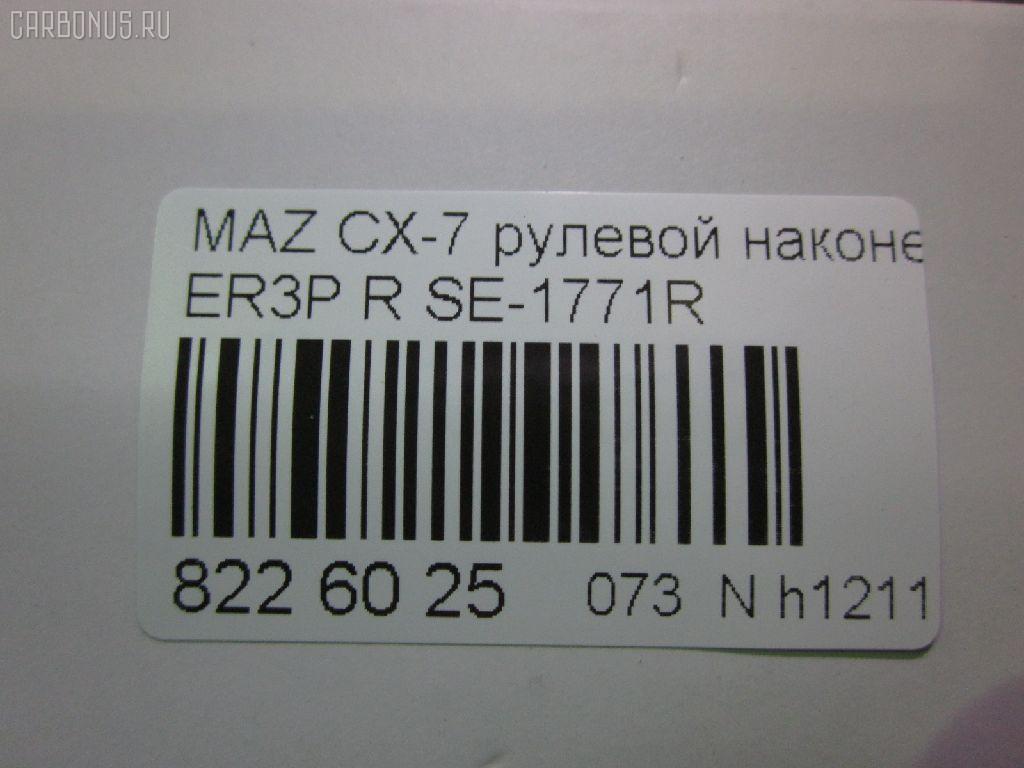 CARBONUS.RU
MAZ CX-7 рулевой наконе
ER3P R SE-1771R
822 60 25 073 N h1211